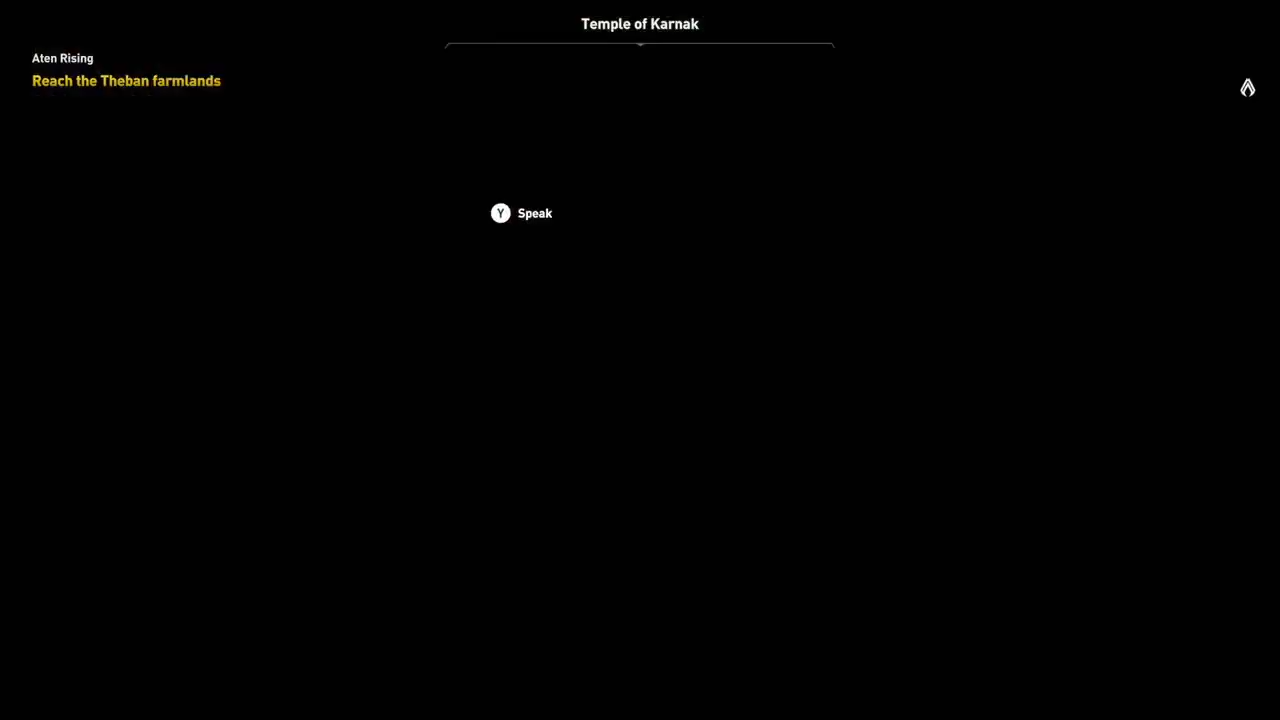 Temple of Karnak
Aten Rising
Reach the Theban farmlands
Y Speak